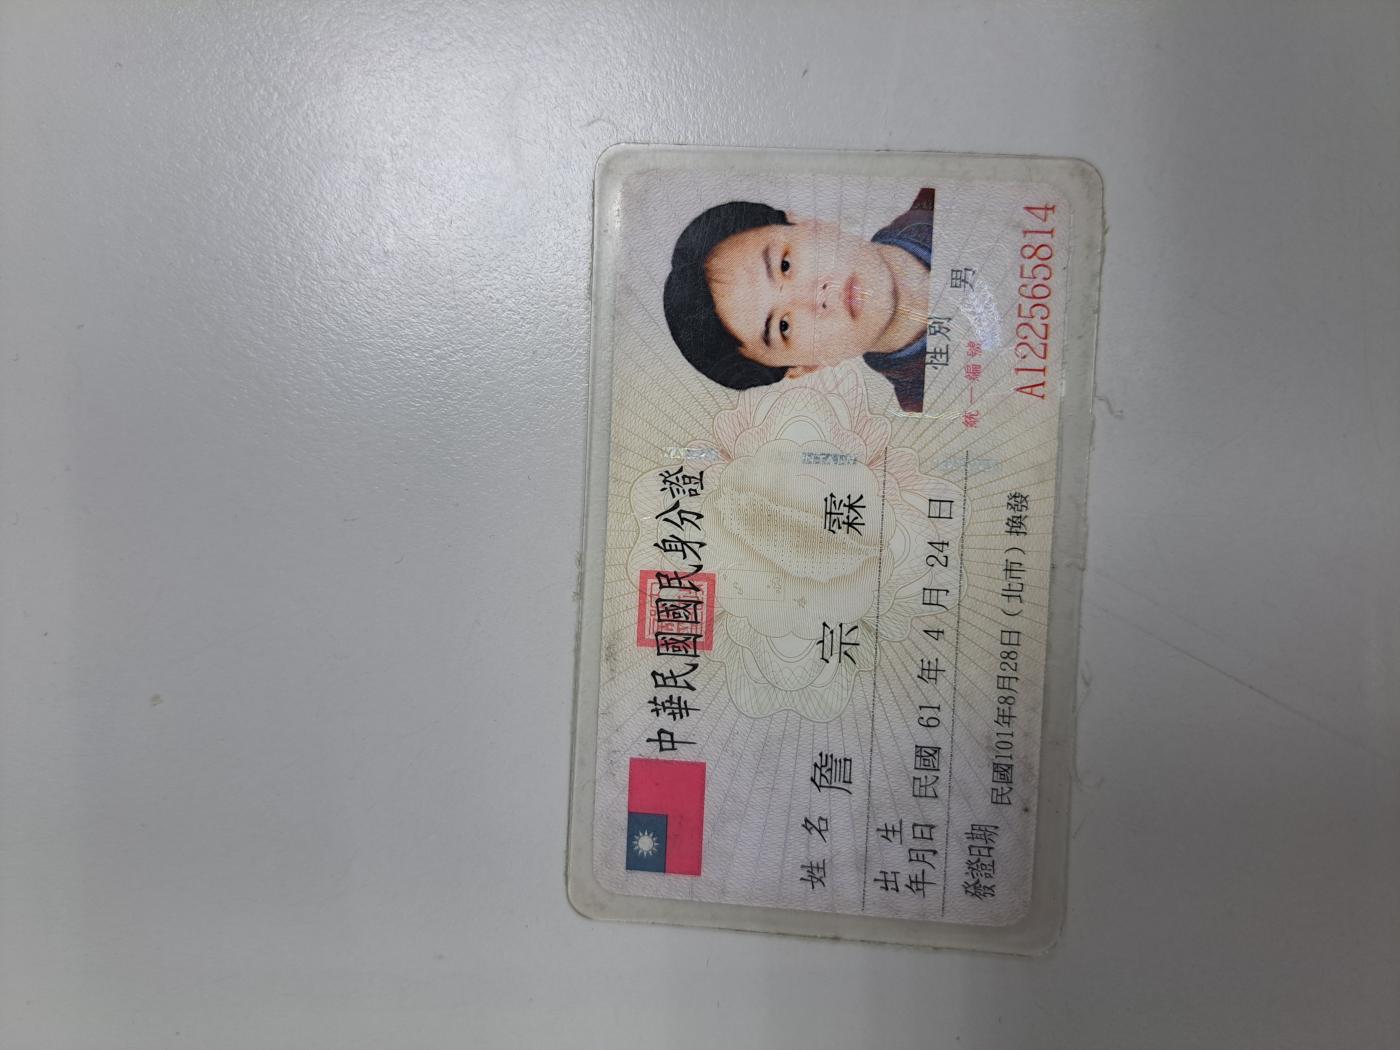 中華民國國民身分證
姓名 詹宗霖
出生年月日 民國 61 年 4 月 24 日
性別 男
發證日期 民國101年8月28日（北市）換發
統一編號
A122565814